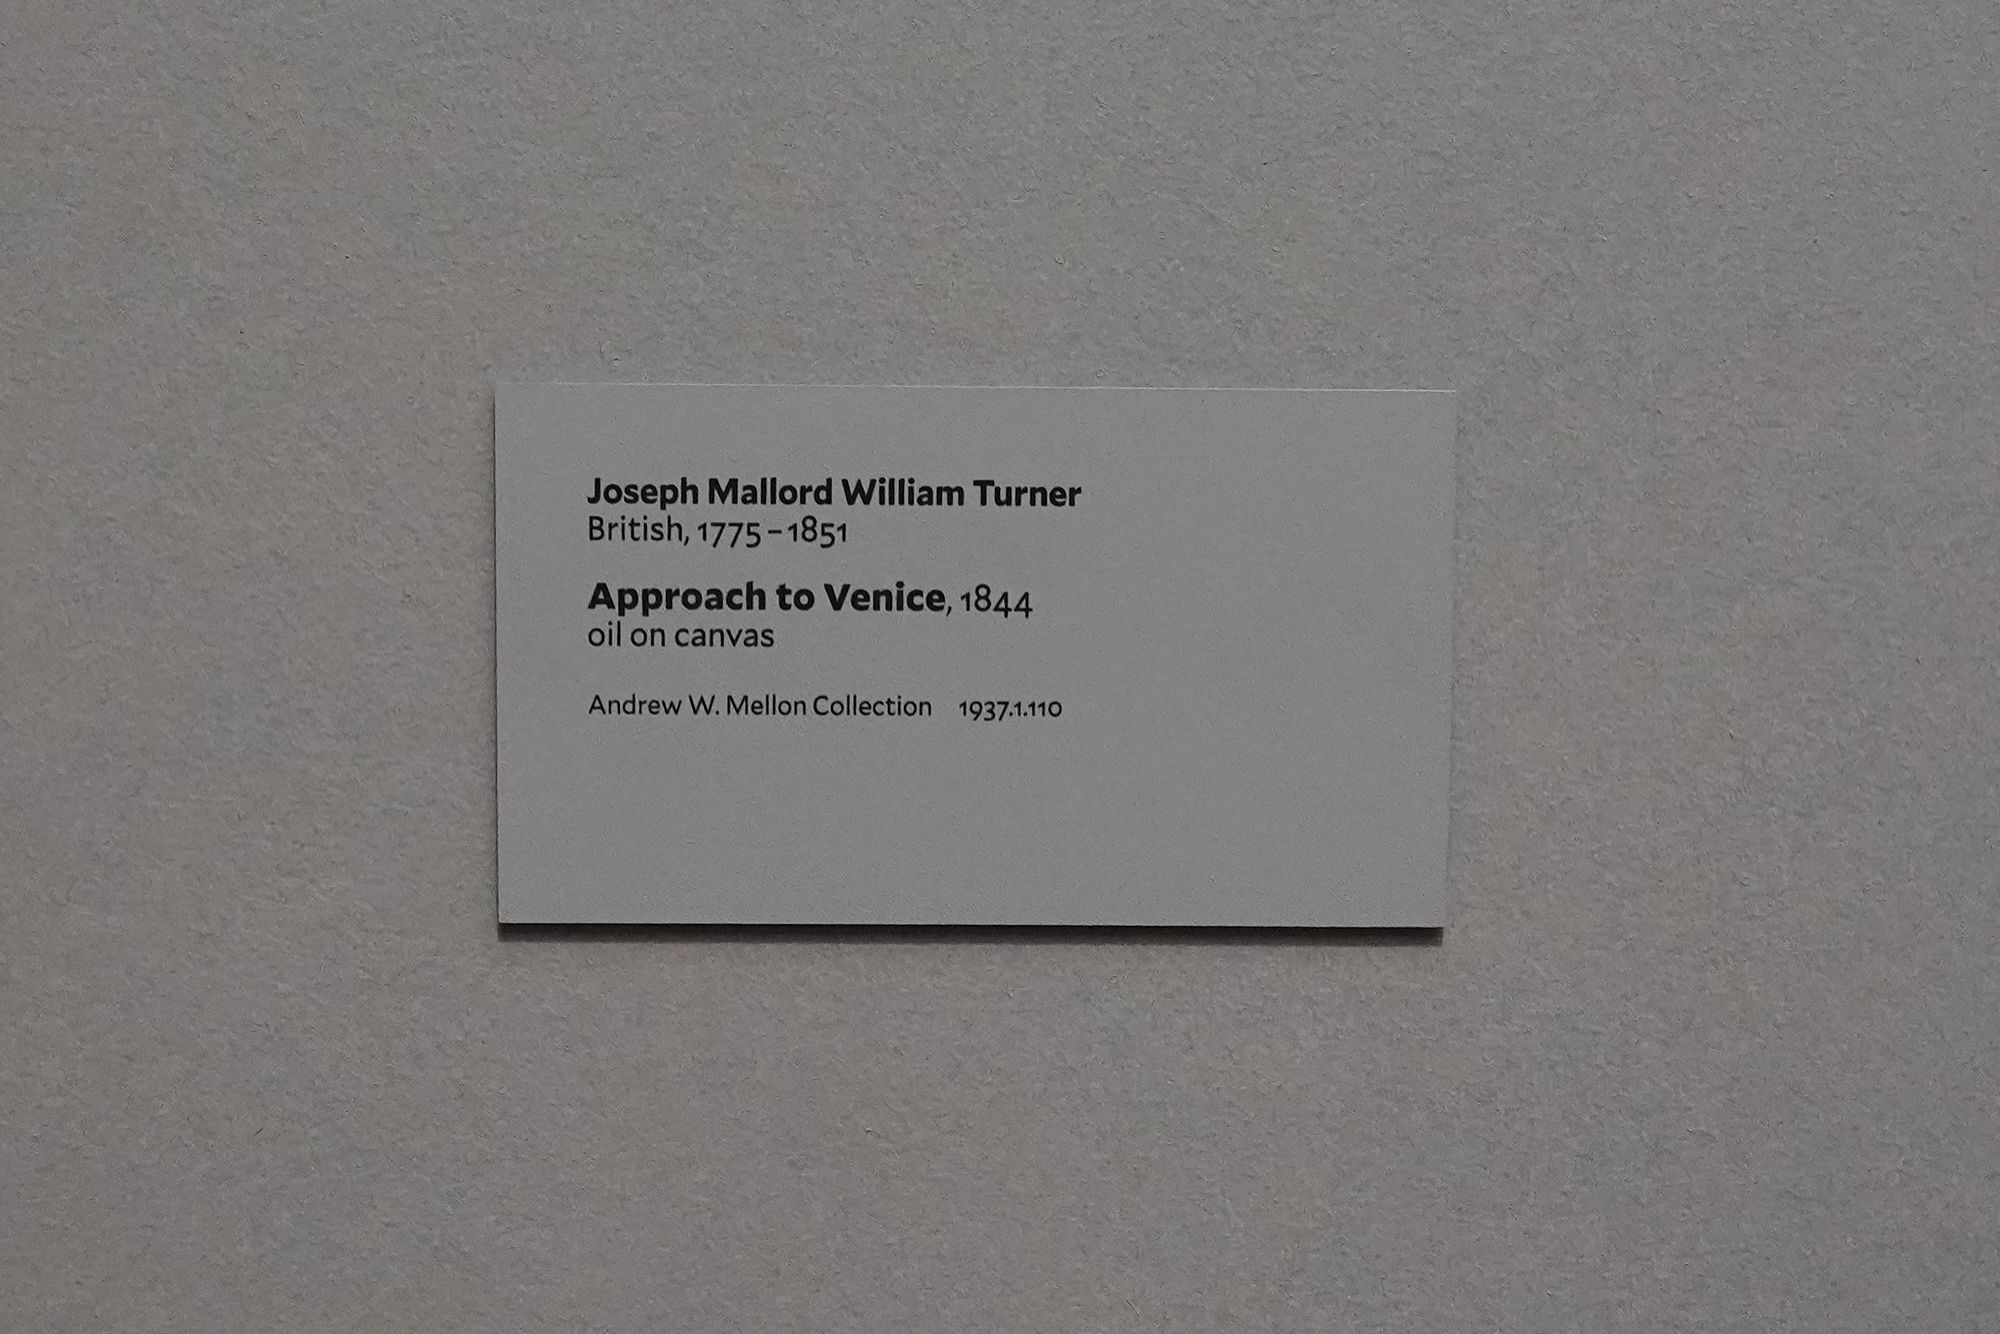 Joseph Mallord William Turner
British, 1775–1851
Approach to Venice, 1844
oil on canvas
Andrew W. Mellon Collection 1937.1.110